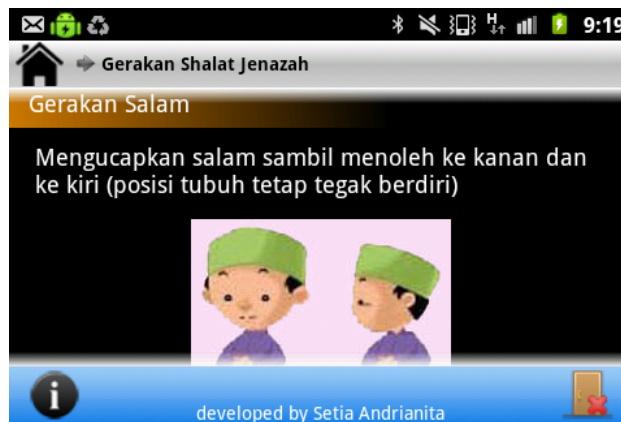 H 9:19
Gerakan Shalat Jenazah
Gerakan Salam
Mengucapkan salam sambil menoleh ke kanan dan
ke kiri (posisi tubuh tetap tegak berdiri)
i
developed by Setia Andrianita